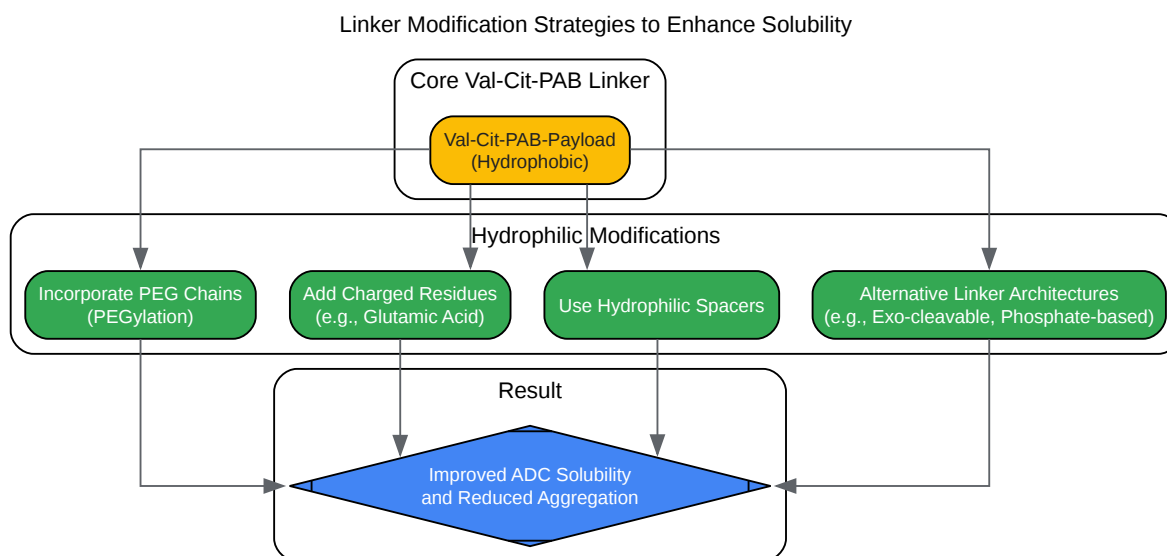 Linker Modification Strategies to Enhance Solubility
Core Val-Cit-PAB Linker
Val-Cit-PAB-Payload
(Hydrophobic)
Hydrophilic Modifications
Incorporate PEG Chains
(PEGylation)
Add Charged Residues
(e.g., Glutamic Acid)
Use Hydrophilic Spacers
Alternative Linker Architectures
(e.g., Exo-cleavable, Phosphate-based)
Result
Improved ADC Solubility
and Reduced Aggregation